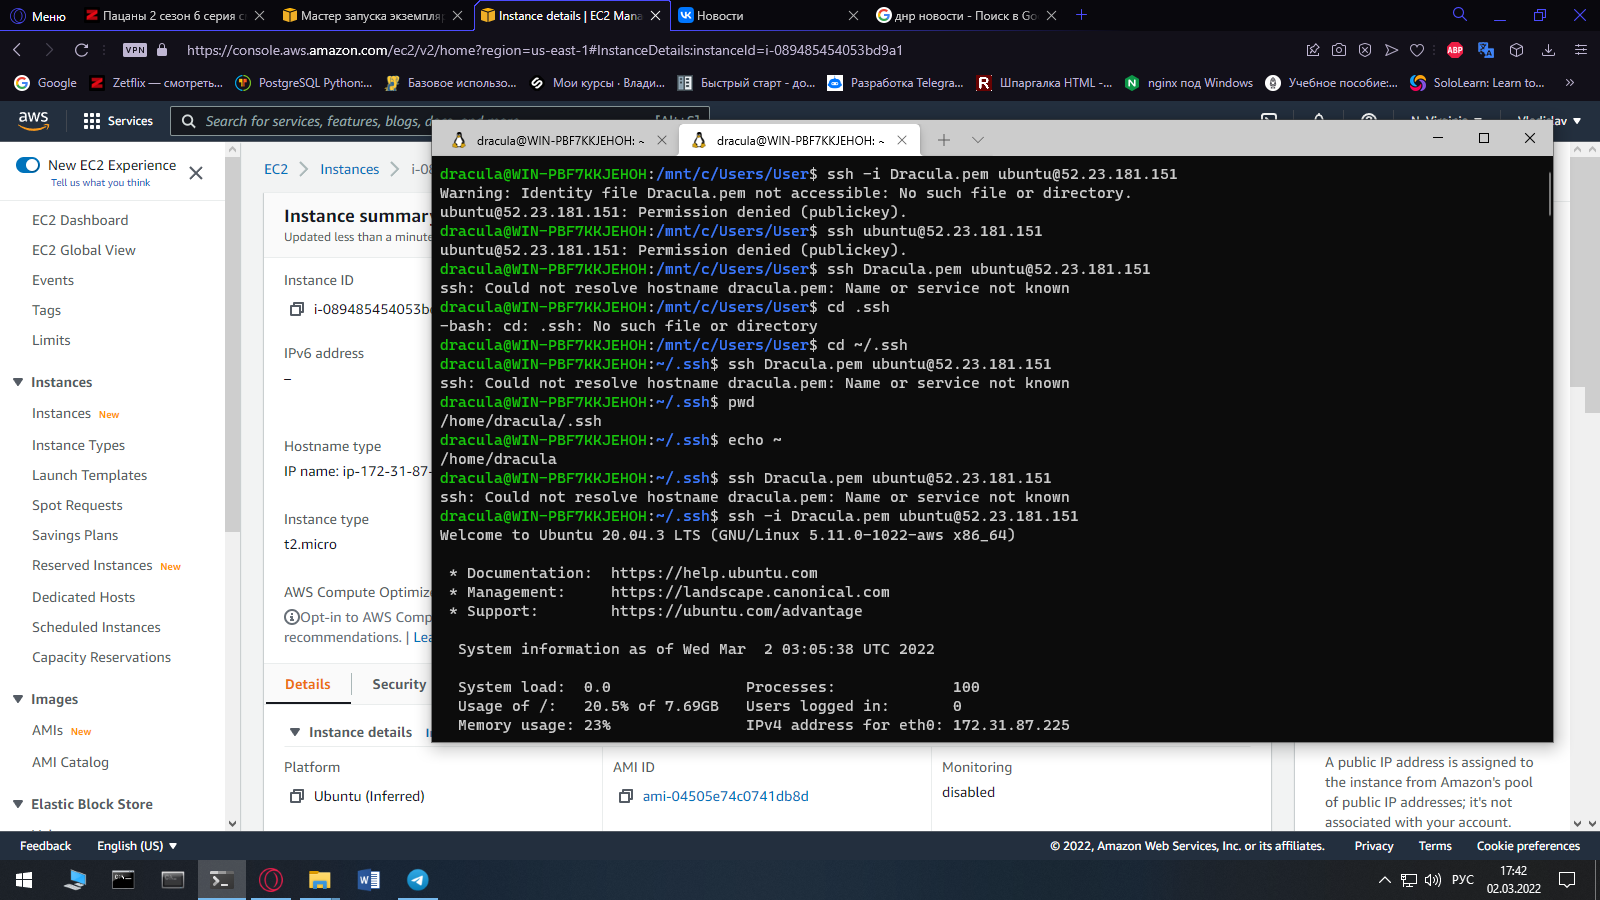 Меню
Пацаны 2 сезон 6 серия с
Мастер запуска экземпляр
Instance details | EC2 Mana
Новости
днр новости - Поиск в Go
VPN
https://console.aws.amazon.com/ec2/v2/home?region=us-east-1#InstanceDetails:instanceId=i-089485454053bd9a1
ABP
Google
Zetflix — смотреть...
PostgreSQL Python:...
Базовое использо...
Мои курсы · Влади...
Быстрый старт - до...
Разработка Telegra...
Шпаргалка HTML -...
nginx под Windows
Учебное пособие:...
SoloLearn: Learn to...
aws
Services
Search for services, features, blogs, docs, and more
[Alt+S]
N. Virginia
Vladislav
New EC2 Experience
Tell us what you think
EC2 Dashboard
EC2 Global View
Events
Tags
Limits
Instances
Instances New
Instance Types
Launch Templates
Spot Requests
Savings Plans
Reserved Instances New
Dedicated Hosts
Scheduled Instances
Capacity Reservations
Images
AMIs New
AMI Catalog
Elastic Block Store
EC2 > Instances > i-08
Instance summary
Updated less than a minute
Instance ID
i-089485454053bd
IPv6 address
–
Hostname type
IP name: ip-172-31-87-
Instance type
t2.micro
AWS Compute Optimize
Opt-in to AWS Comp
recommendations. | Lea
Details
Security
Instance details
Platform
Ubuntu (Inferred)
AMI ID
ami-04505e74c0741db8d
Monitoring
disabled
A public IP address is assigned to
the instance from Amazon's pool
of public IP addresses; it's not
associated with your account.
dracula@WIN-PBF7KKJEHOH: ~
dracula@WIN-PBF7KKJEHOH: ~
dracula@WIN-PBF7KKJEHOH:/mnt/c/Users/User$ ssh -i Dracula.pem ubuntu@52.23.181.151
Warning: Identity file Dracula.pem not accessible: No such file or directory.
ubuntu@52.23.181.151: Permission denied (publickey).
dracula@WIN-PBF7KKJEHOH:/mnt/c/Users/User$ ssh ubuntu@52.23.181.151
ubuntu@52.23.181.151: Permission denied (publickey).
dracula@WIN-PBF7KKJEHOH:/mnt/c/Users/User$ ssh Dracula.pem ubuntu@52.23.181.151
ssh: Could not resolve hostname dracula.pem: Name or service not known
dracula@WIN-PBF7KKJEHOH:/mnt/c/Users/User$ cd .ssh
-bash: cd: .ssh: No such file or directory
dracula@WIN-PBF7KKJEHOH:/mnt/c/Users/User$ cd ~/.ssh
dracula@WIN-PBF7KKJEHOH:~/.ssh$ ssh Dracula.pem ubuntu@52.23.181.151
ssh: Could not resolve hostname dracula.pem: Name or service not known
dracula@WIN-PBF7KKJEHOH:~/.ssh$ pwd
/home/dracula/.ssh
dracula@WIN-PBF7KKJEHOH:~/.ssh$ echo ~
/home/dracula
dracula@WIN-PBF7KKJEHOH:~/.ssh$ ssh Dracula.pem ubuntu@52.23.181.151
ssh: Could not resolve hostname dracula.pem: Name or service not known
dracula@WIN-PBF7KKJEHOH:~/.ssh$ ssh -i Dracula.pem ubuntu@52.23.181.151
Welcome to Ubuntu 20.04.3 LTS (GNU/Linux 5.11.0-1022-aws x86_64)
* Documentation: https://help.ubuntu.com
* Management: https://landscape.canonical.com
* Support: https://ubuntu.com/advantage
System information as of Wed Mar 2 03:05:38 UTC 2022
System load: 0.0 Processes: 100
Usage of /: 20.5% of 7.69GB Users logged in: 0
Memory usage: 23% IPv4 address for eth0: 172.31.87.225
Feedback
English (US)
© 2022, Amazon Web Services, Inc. or its affiliates.
Privacy
Terms
Cookie preferences
РУС
17:42
02.03.2022